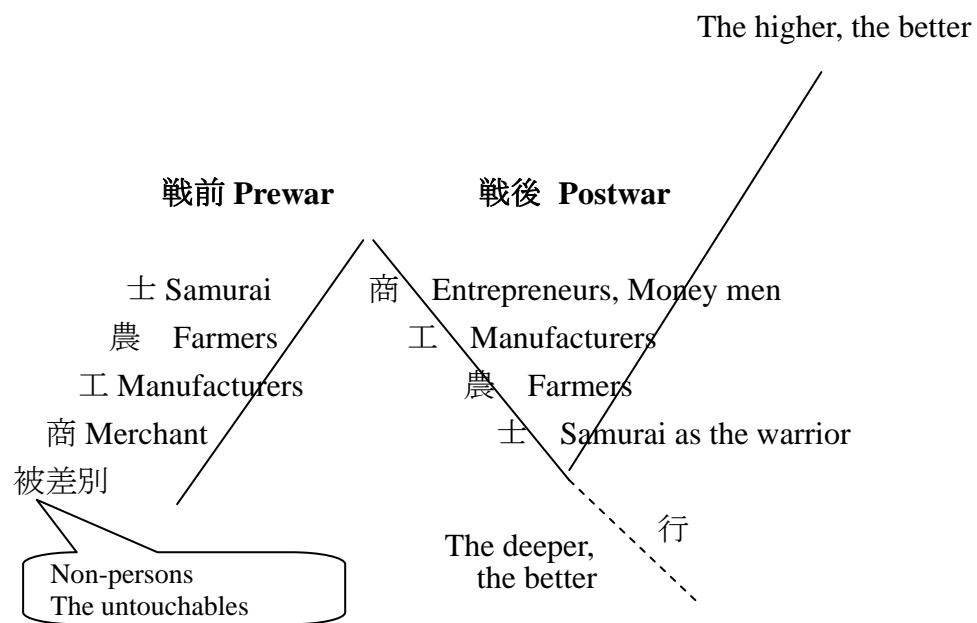 The higher, the better
戦前 Prewar
戦後 Postwar
士 Samurai
農 Farmers
工 Manufacturers
商 Merchant
被差別
Non-persons
The untouchables
商 Entrepreneurs, Money men
工 Manufacturers
農 Farmers
士 Samurai as the warrior
行
The deeper,
the better